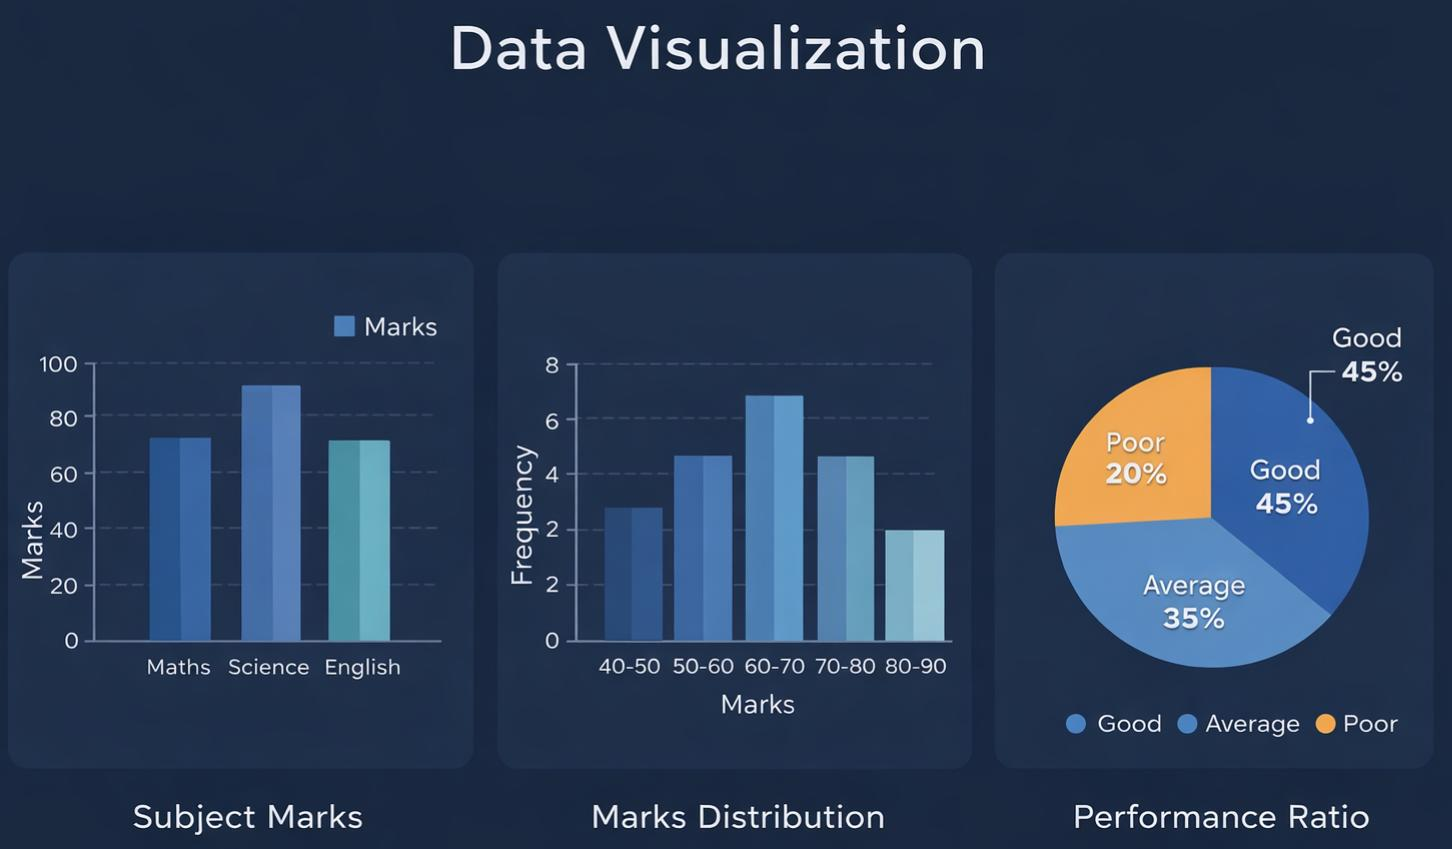 Data Visualization
Marks
100
80
60
40
20
0
Marks
Maths Science English
Subject Marks
8
6
4
2
2
0
Frequency
40-50 50-60 60-70 70-80 80-90
Marks
Marks Distribution
Good
45%
Poor
20%
Good
45%
Average
35%
Good Average Poor
Performance Ratio